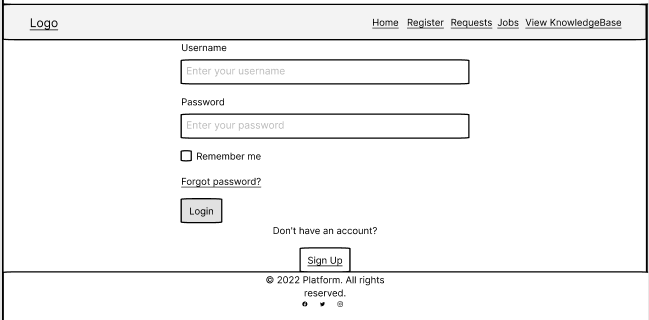 Logo
Home Register Requests Jobs View KnowledgeBase
Username
Enter your username
Password
Enter your password
Remember me
Forgot password?
Login
Don't have an account?
Sign Up
© 2022 Platform. All rights
reserved.